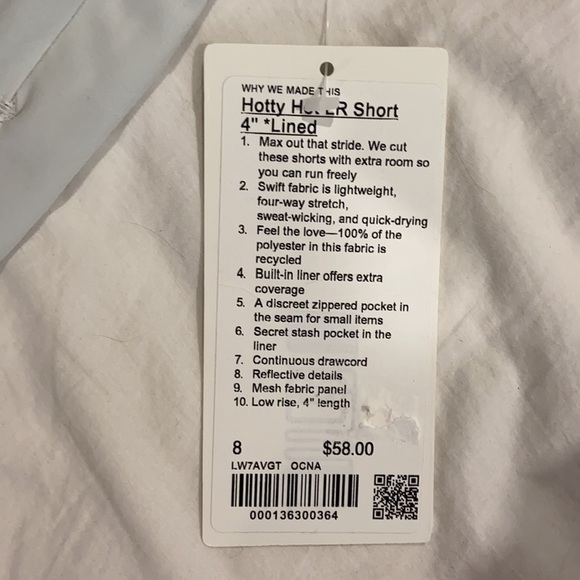 WHY WE MADE THIS
Hotty LR Short
4" *Lined
1. Max out that stride. We cut
these shorts with extra room so
you can run freely
2. Swift fabric is lightweight,
four-way stretch,
sweat-wicking, and quick-drying
3. Feel the love—100% of the
polyester in this fabric is
recycled
4. Built-in liner offers extra
coverage
5. A discreet zippered pocket in
the seam for small items
6. Secret stash pocket in the
liner
7. Continuous drawcord
8. Reflective details
9. Mesh fabric panel
10. Low rise, 4" length
8 $58.00
LW7AVGT OCNA
000136300364